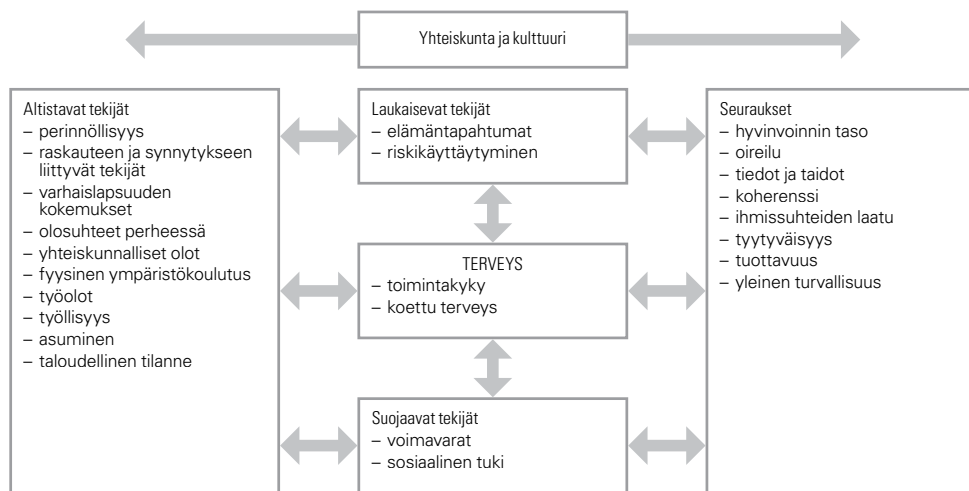 Yhteiskunta ja kulttuuri
Altistavat tekijät
– perinnöllisyys
– raskauteen ja synnytykseen
liittyvät tekijät
– varhaislapsuuden
kokemukset
– olosuhteet perheessä
– yhteiskunnalliset olot
– fyysinen ympäristökoulutus
– työolot
– työllisyys
– asuminen
– taloudellinen tilanne
Laukaisevat tekijät
– elämäntapahtumat
– riskikäyttäytyminen
TERVEYS
– toimintakyky
– koettu terveys
Suojaavat tekijät
– voimavarat
– sosiaalinen tuki
Seuraukset
– hyvinvoinnin taso
– oireilu
– tiedot ja taidot
– koherenssi
– ihmissuhteiden laatu
– tyytyväisyys
– tuottavuus
– yleinen turvallisuus